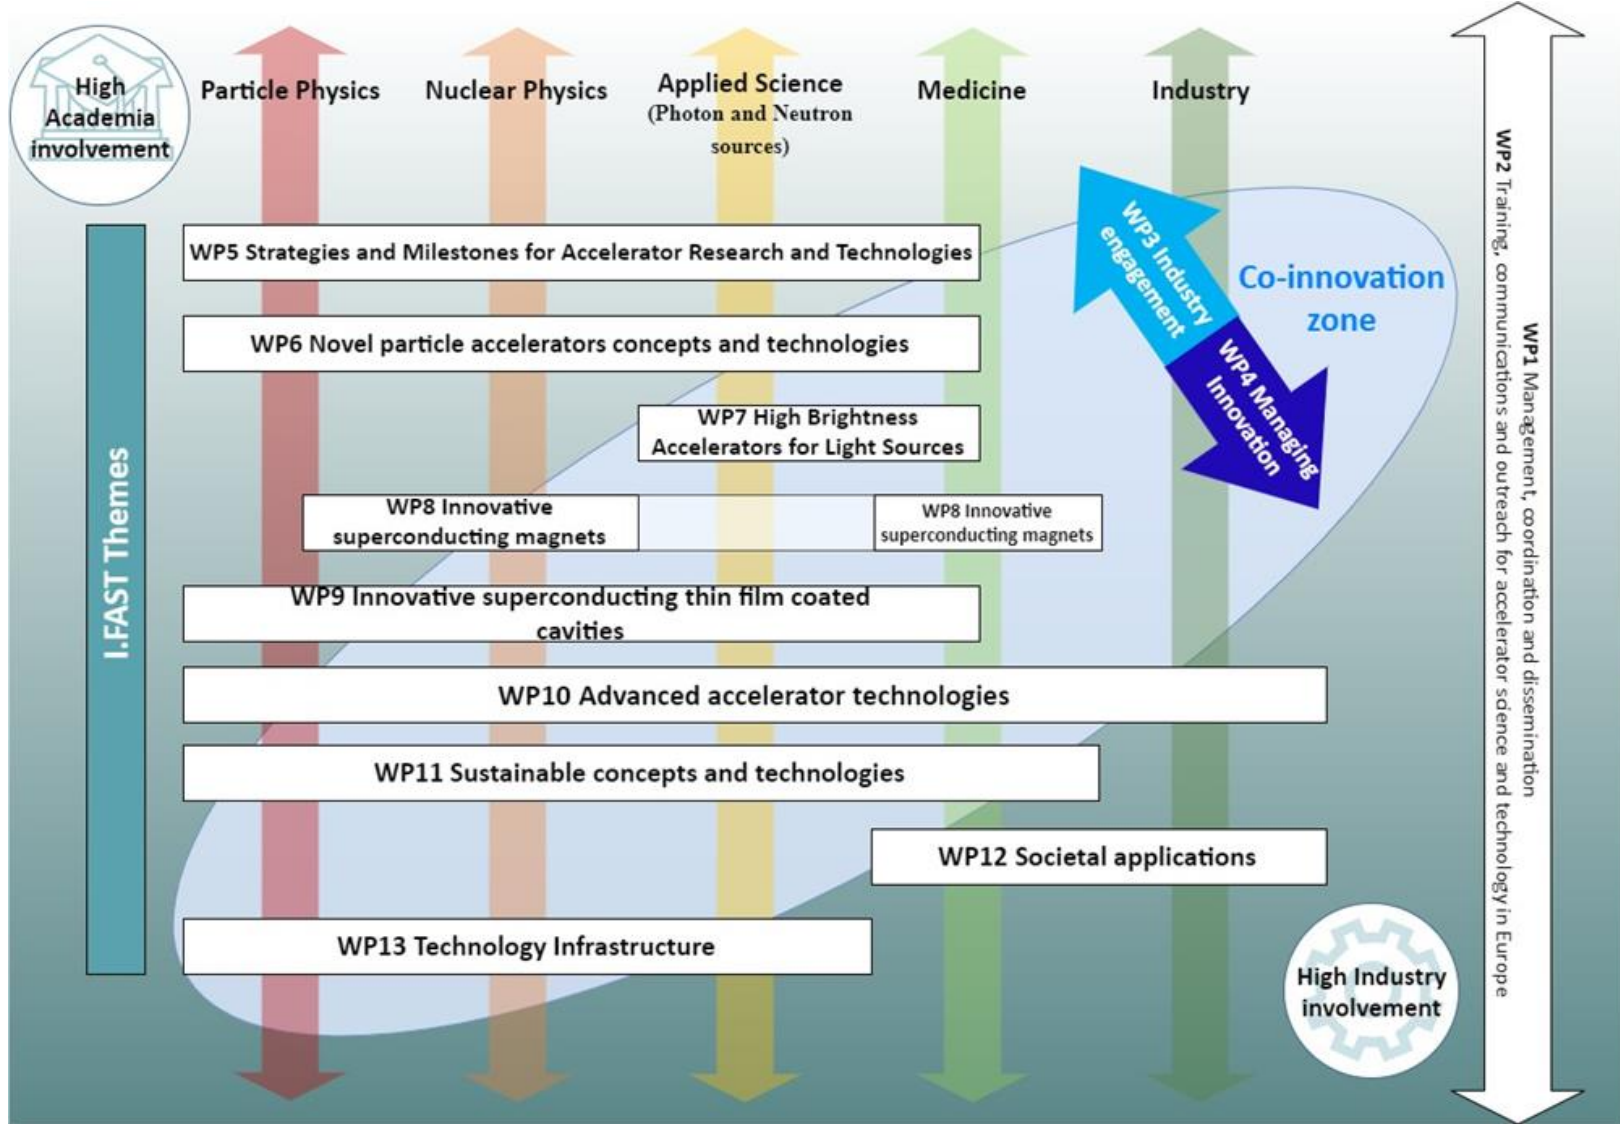 High
Academia
involvement
Particle Physics
Nuclear Physics
Applied Science
(Photon and Neutron
sources)
Medicine
Industry
WP5 Strategies and Milestones for Accelerator Research and Technologies
WP3 Industry
engagement
Co-innovation
zone
WP6 Novel particle accelerators concepts and technologies
WP4 Managing
Innovation
WP7 High Brightness
Accelerators for Light Sources
I.FAST Themes
WP8 Innovative
superconducting magnets
WP8 Innovative
superconducting magnets
WP9 Innovative superconducting thin film coated
cavities
WP10 Advanced accelerator technologies
WP11 Sustainable concepts and technologies
WP12 Societal applications
WP13 Technology Infrastructure
High Industry
involvement
WP1 Management, coordination and dissemination
WP2 Training, communications and outreach for accelerator science and technology in Europe